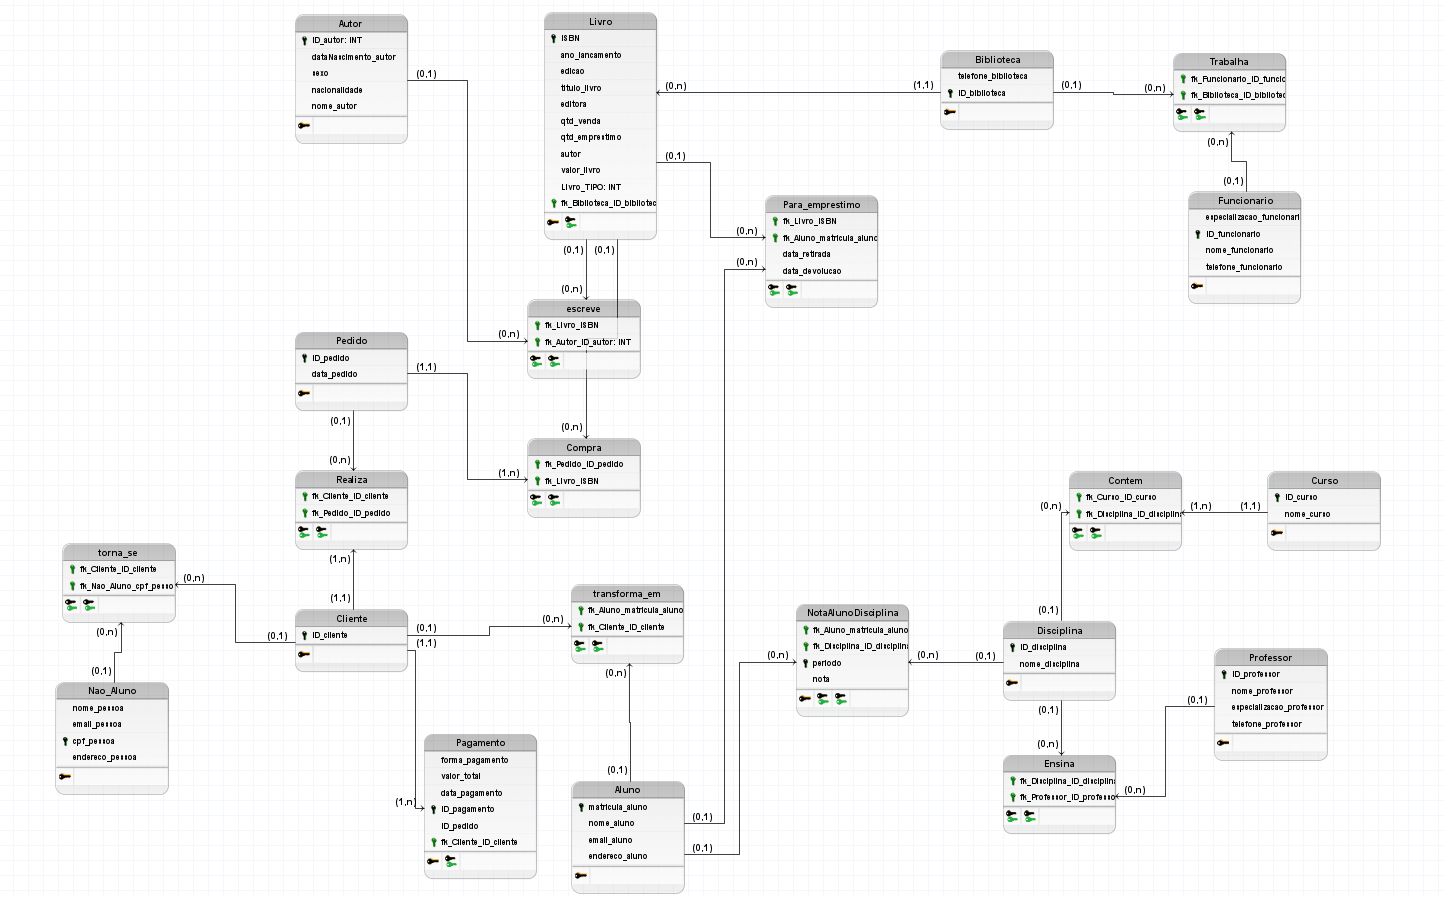 Autor
ID_autor: INT
dataNascimento_autor
sexo
nacionalidade
nome_autor
(0,1)
Livro
ISBN
ano_lancamento
edicao
titulo_livro
editora
qtd_venda
qtd_emprestimo
autor
valor_livro
Livro_TIPO: INT
fk_Biblioteca_ID_bibliotec
(0,n)
(1,1)
(0,1)
(0,1)
(0,1)
Biblioteca
telefone_biblioteca
ID_biblioteca
(0,1)
(0,n)
Trabalha
fk_Funcionario_ID_funcic
fk_Biblioteca_ID_bibliotec
(0,n)
(0,1)
Funcionario
especializacao_funcionari
ID_funcionario
nome_funcionario
telefone_funcionario
Para_emprestimo
fk_Livro_ISBN
fk_Aluno_matricula_aluno
data_retirada
data_devolucao
(0,n)
(0,n)
(0,n)
escreve
fk_Livro_ISBN
fk_Autor_ID_autor: INT
(0,n)
Pedido
ID_pedido
data_pedido
(1,1)
(0,1)
(0,n)
(0,n)
Compra
fk_Pedido_ID_pedido
fk_Livro_ISBN
(1,n)
Realiza
fk_Cliente_ID_cliente
fk_Pedido_ID_pedido
(1,n)
(1,1)
torna_se
fk_Cliente_ID_cliente
fk_Nao_Aluno_cpf_pesso
(0,n)
(0,n)
(0,1)
(0,1)
Cliente
ID_cliente
(0,1)
(1,1)
Nao_Aluno
nome_pessoa
email_pessoa
cpf_pessoa
endereco_pessoa
(0,n)
transforma_em
fk_Aluno_matricula_aluno
fk_Cliente_ID_cliente
(0,n)
(0,1)
Pagamento
forma_pagamento
valor_total
data_pagamento
ID_pagamento
ID_pedido
fk_Cliente_ID_cliente
(1,n)
Aluno
matricula_aluno
nome_aluno
email_aluno
endereco_aluno
(0,1)
(0,1)
(0,n)
NotaAlunoDisciplina
fk_Aluno_matricula_aluno
fk_Disciplina_ID_disciplina
periodo
nota
(0,n)
(0,1)
Contem
fk_Curso_ID_curso
fk_Disciplina_ID_disciplina
(0,n)
(1,n)
(1,1)
Curso
ID_curso
nome_curso
(0,1)
Disciplina
ID_disciplina
nome_disciplina
(0,1)
(0,n)
Professor
ID_professor
nome_professor
especializacao_professor
telefone_professor
(0,1)
Ensina
fk_Disciplina_ID_disciplina
fk_Professor_ID_professo
(0,n)